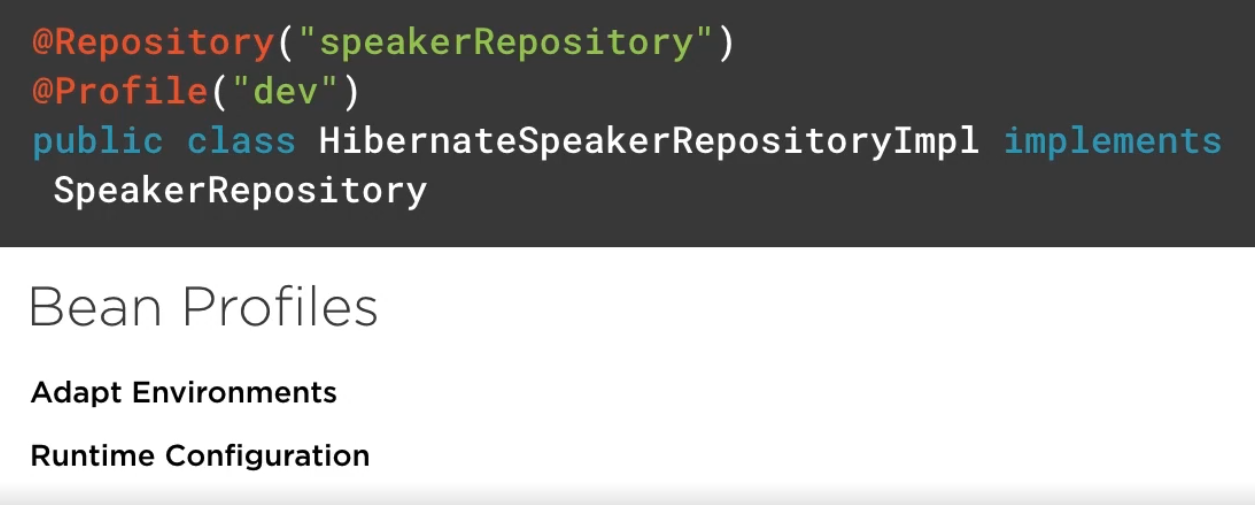 @Repository("speakerRepository")
@Profile("dev")
public class HibernateSpeakerRepositoryImpl implements
SpeakerRepository
Bean Profiles
Adapt Environments
Runtime Configuration